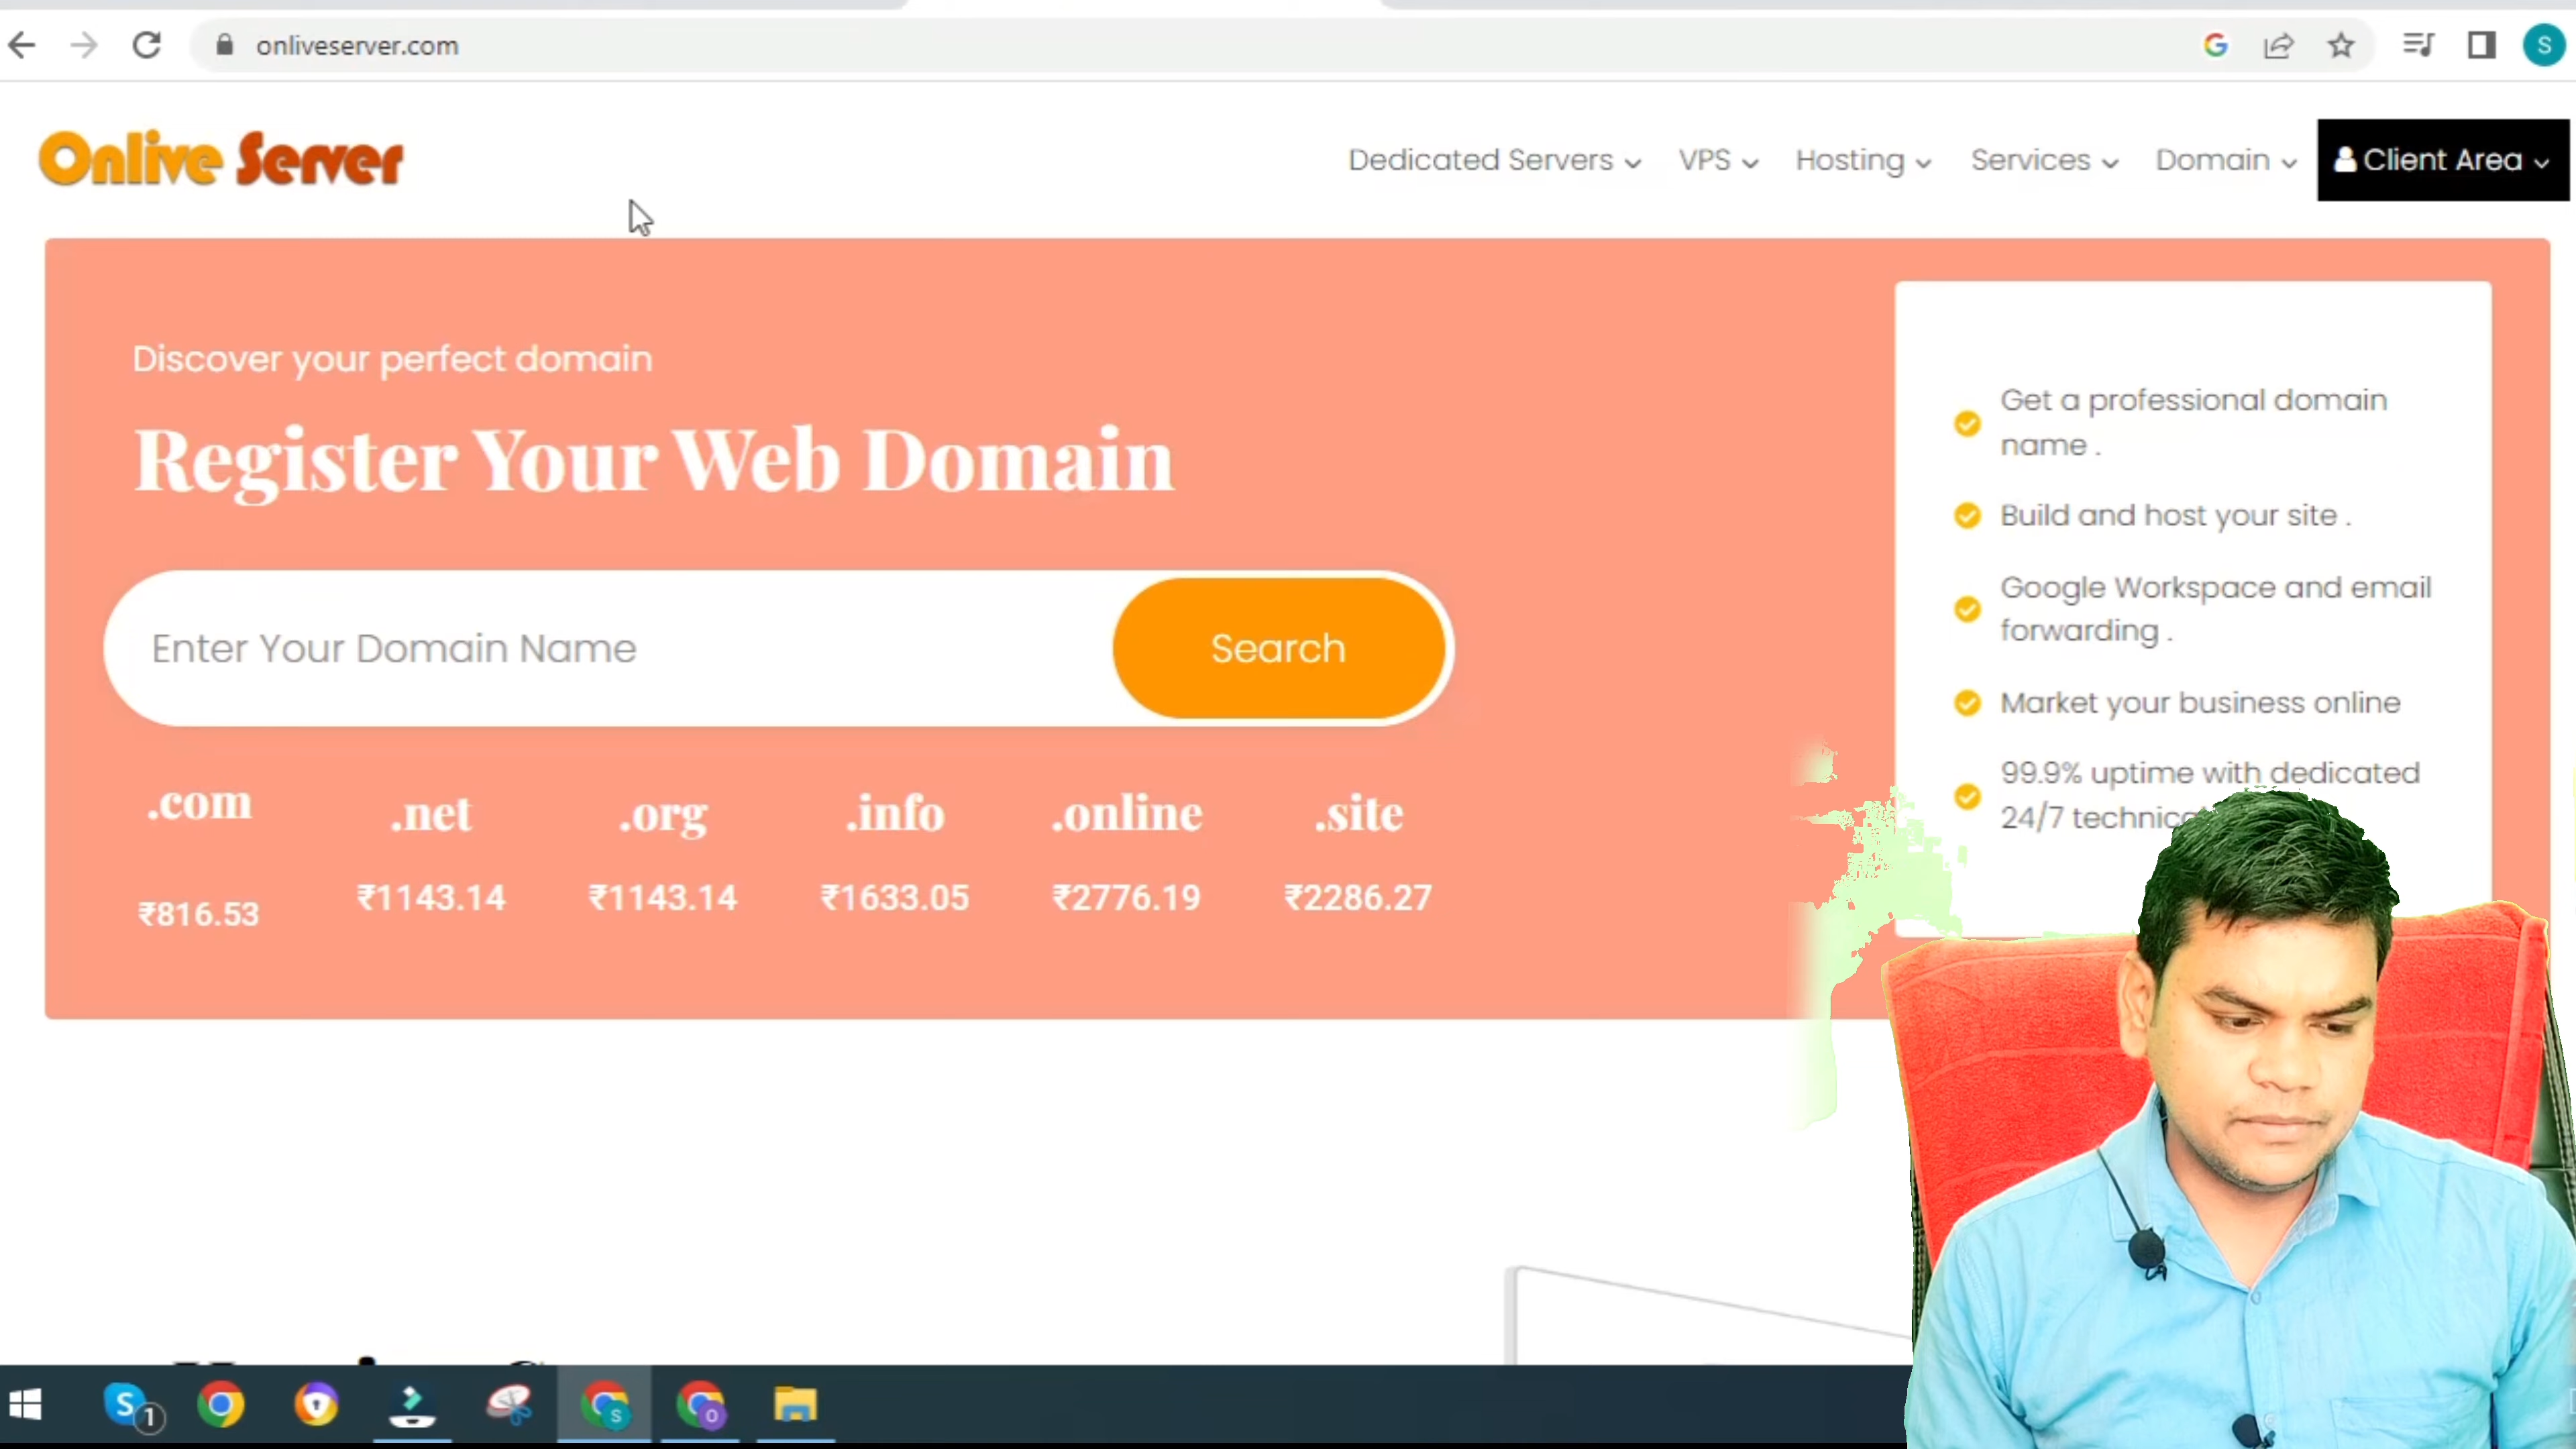 onliveserver.com
S
Onlive Server
Dedicated Servers
VPS
Hosting
Services
Domain
Client Area
Discover your perfect domain
Register Your Web Domain
Enter Your Domain Name
Search
.com
.net
.org
.info
.online
.site
₹816.53
₹1143.14
₹1143.14
₹1633.05
₹2776.19
₹2286.27
Get a professional domain
name .
Build and host your site .
Google Workspace and email
forwarding .
Market your business online
99.9% uptime with dedicated
24/7
S
1
S
O